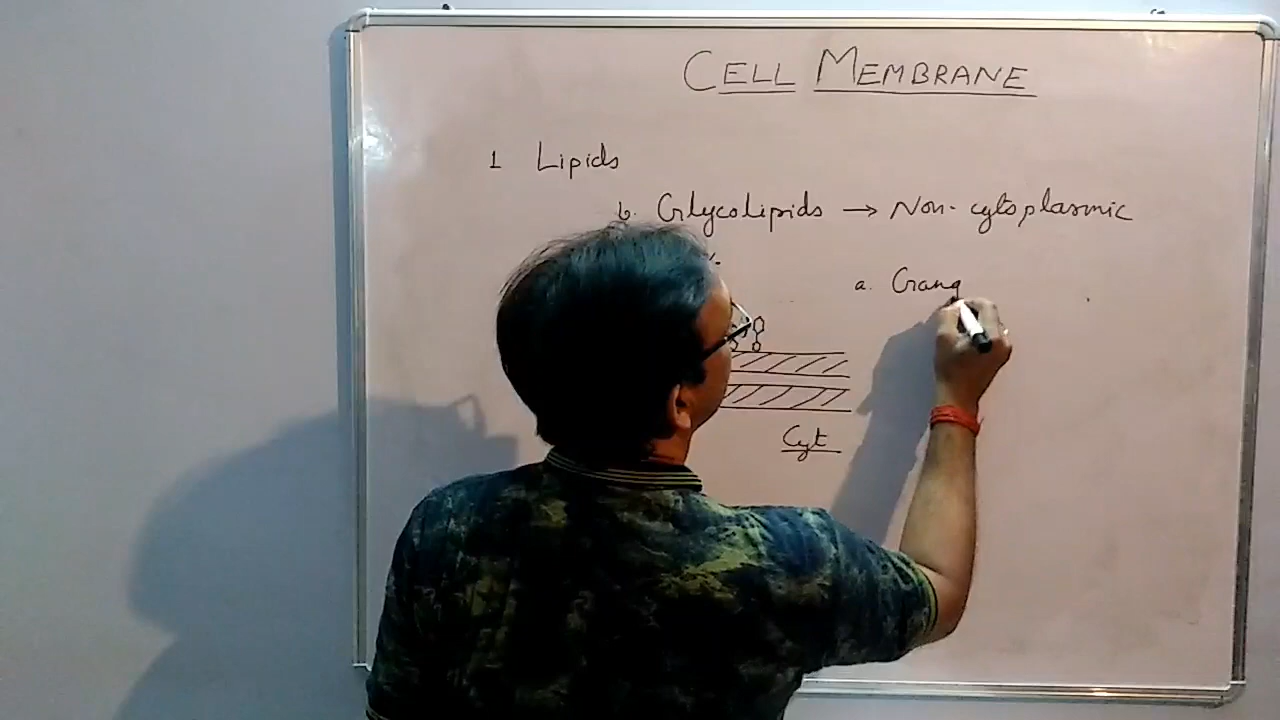 CELL MEMBRANE
1 Lipids
b. Glycolipids → Non-cytoplasmic
a. Gang
Cyt